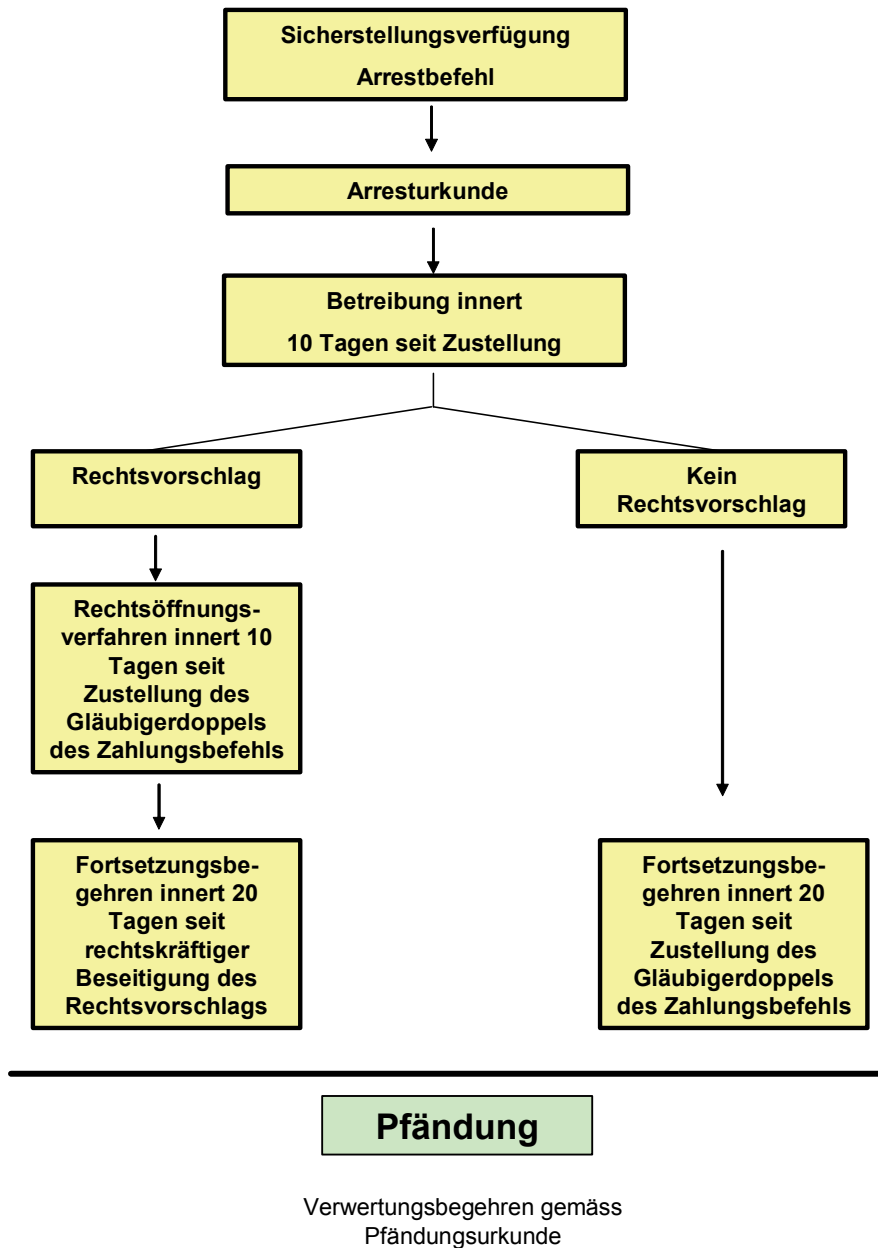 Sicherstellungsverfügung
Arrestbefehl
Arresturkunde
Betreibung innert
10 Tagen seit Zustellung
Rechtsvorschlag
Kein
Rechtsvorschlag
Rechtsöffnungs-
verfahren innert 10
Tagen seit
Zustellung des
Gläubigerdoppels
des Zahlungsbefehls
Fortsetzungsbe-
gehren innert 20
Tagen seit
rechtskräftiger
Beseitigung des
Rechtsvorschlags
Fortsetzungsbe-
gehren innert 20
Tagen seit
Zustellung des
Gläubigerdoppels
des Zahlungsbefehls
Pfändung
Verwertungsbegehren gemäss
Pfändungsurkunde